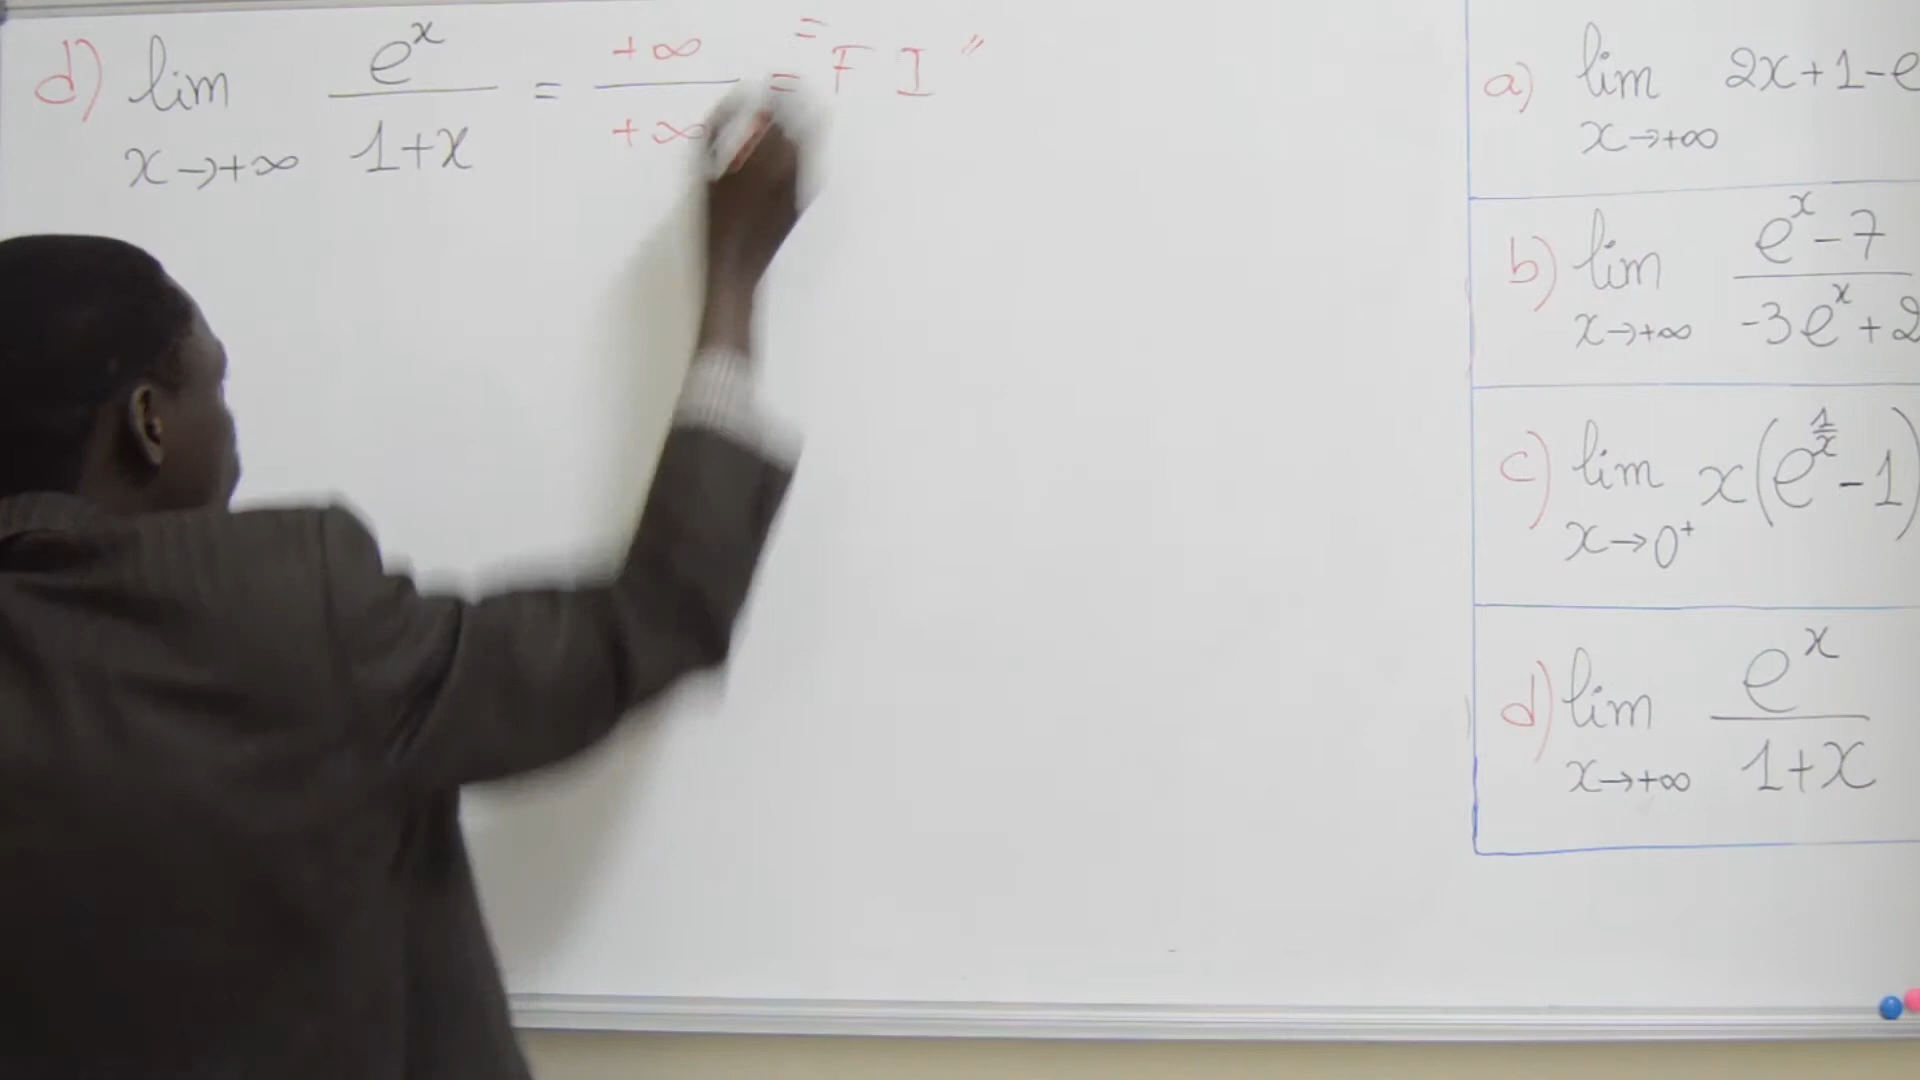 d) lim x→+∞ e^x / 1+x = +∞ / +∞ = "F I"
a) lim x→+∞ 2x+1-e
b) lim x→+∞ e^x-7 / -3e^x+2
c) lim x→0⁺ x(e^(1/x)-1)
d) lim x→+∞ e^x / 1+x